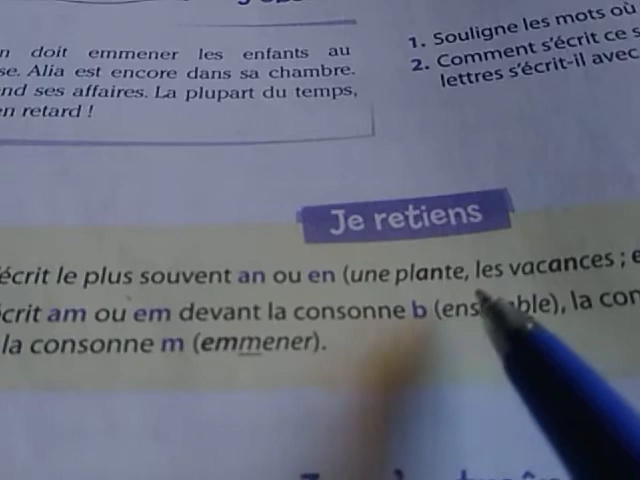 n doit emmener les enfants au
se. Alia est encore dans sa chambre.
nd ses affaires. La plupart du temps,
en retard !
1. Souligne les mots où
2. Comment s'écrit ce s
lettres s'écrit-il avec
Je retiens
'écrit le plus souvent an ou en (une plante, les vacances ; e
crit am ou em devant la consonne b (ens ble), la con
la consonne m (emmener).